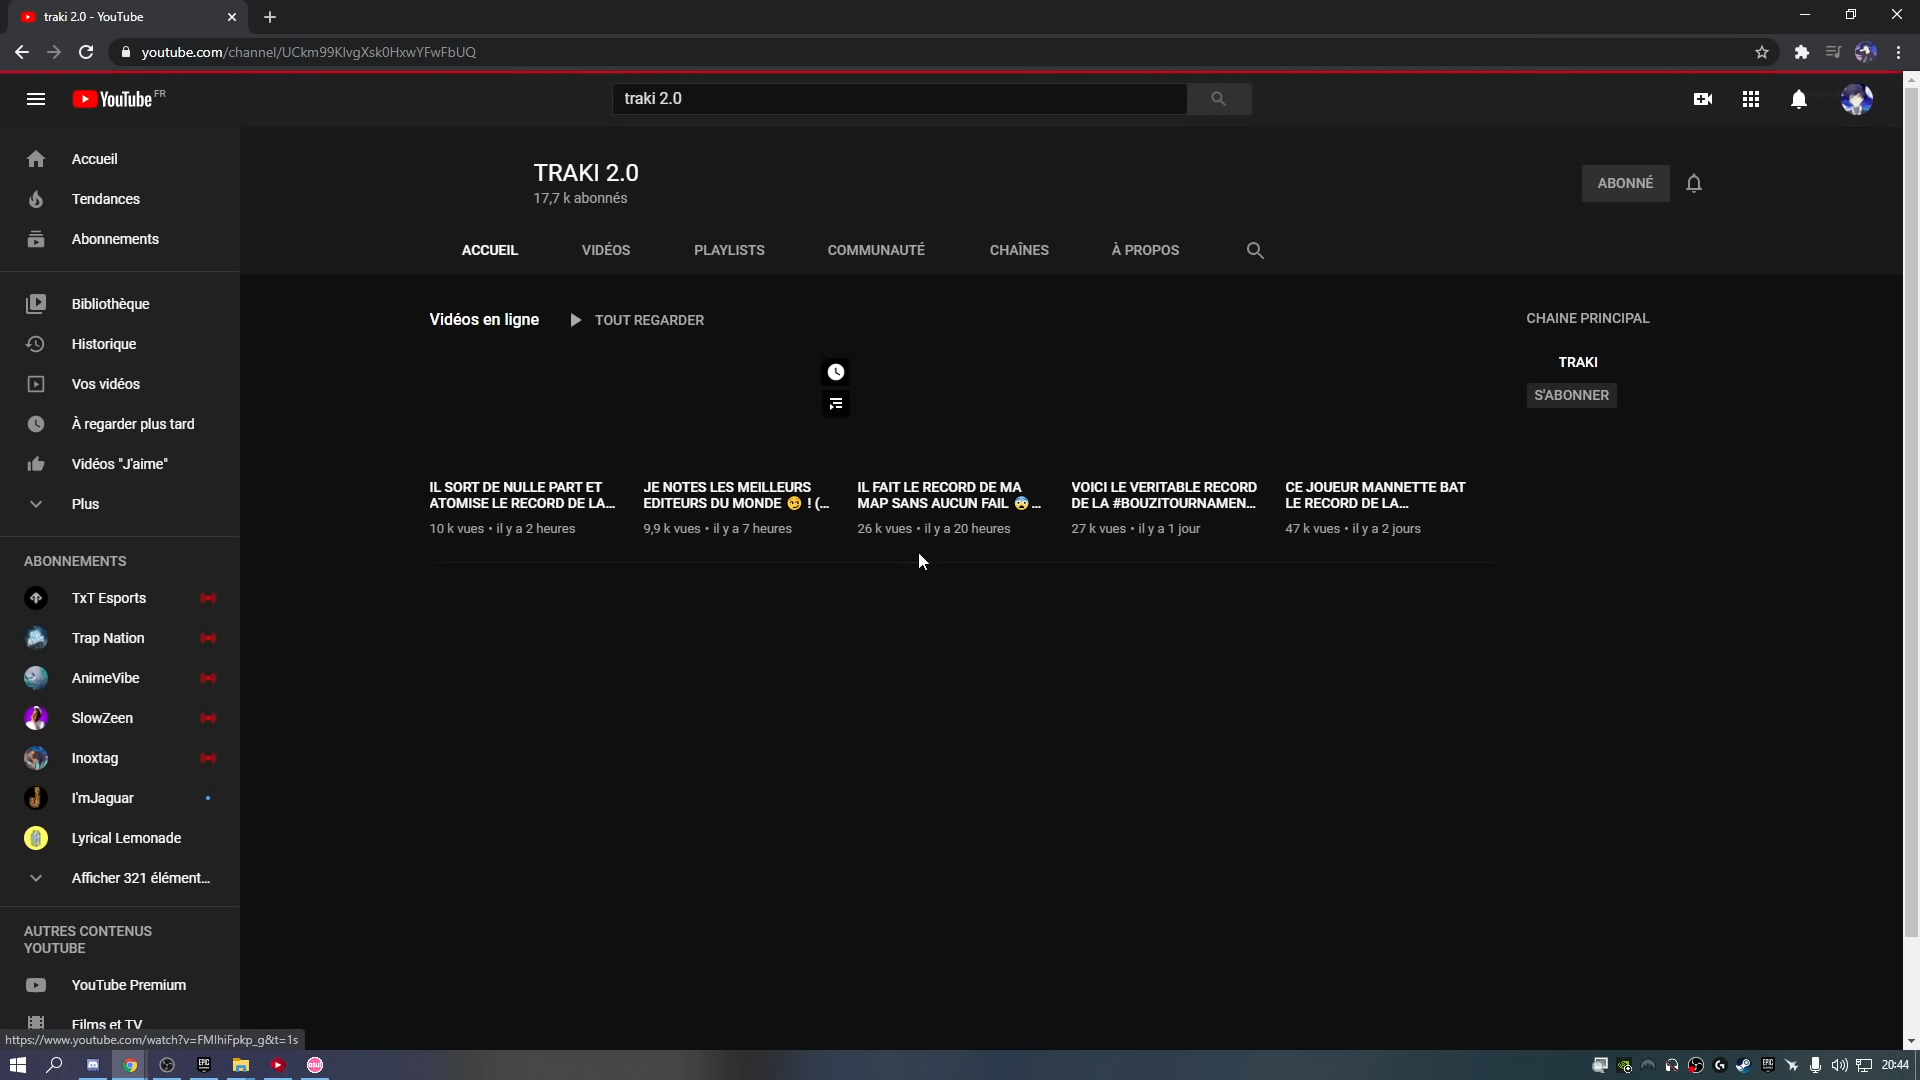 traki 2.0 - YouTube
youtube.com/channel/UCkm99KlvgXsk0HxwYFwFbUQ
YouTube FR
traki 2.0
Accueil
Tendances
Abonnements
Bibliothèque
Historique
Vos vidéos
À regarder plus tard
Vidéos "J'aime"
Plus
ABONNEMENTS
TxT Esports
Trap Nation
AnimeVibe
SlowZeen
Inoxtag
I'mJaguar
Lyrical Lemonade
Afficher 321 élément...
AUTRES CONTENUS
YOUTUBE
YouTube Premium
Films et TV
TRAKI 2.0
17,7 k abonnés
ABONNÉ
ACCUEIL
VIDÉOS
PLAYLISTS
COMMUNAUTÉ
CHAÎNES
À PROPOS
Vidéos en ligne
TOUT REGARDER
IL SORT DE NULLE PART ET
ATOMISE LE RECORD DE LA...
10 k vues • il y a 2 heures
JE NOTES LES MEILLEURS
EDITEURS DU MONDE 😏 ! (...
9,9 k vues • il y a 7 heures
IL FAIT LE RECORD DE MA
MAP SANS AUCUN FAIL 😨...
26 k vues • il y a 20 heures
VOICI LE VERITABLE RECORD
DE LA #BOUZITOURNAMEN...
27 k vues • il y a 1 jour
CE JOUEUR MANNETTE BAT
LE RECORD DE LA...
47 k vues • il y a 2 jours
CHAINE PRINCIPAL
TRAKI
S'ABONNER
https://www.youtube.com/watch?v=FMlhiFpkp_g&t=1s
EPIC
osu!
EPIC
20:44